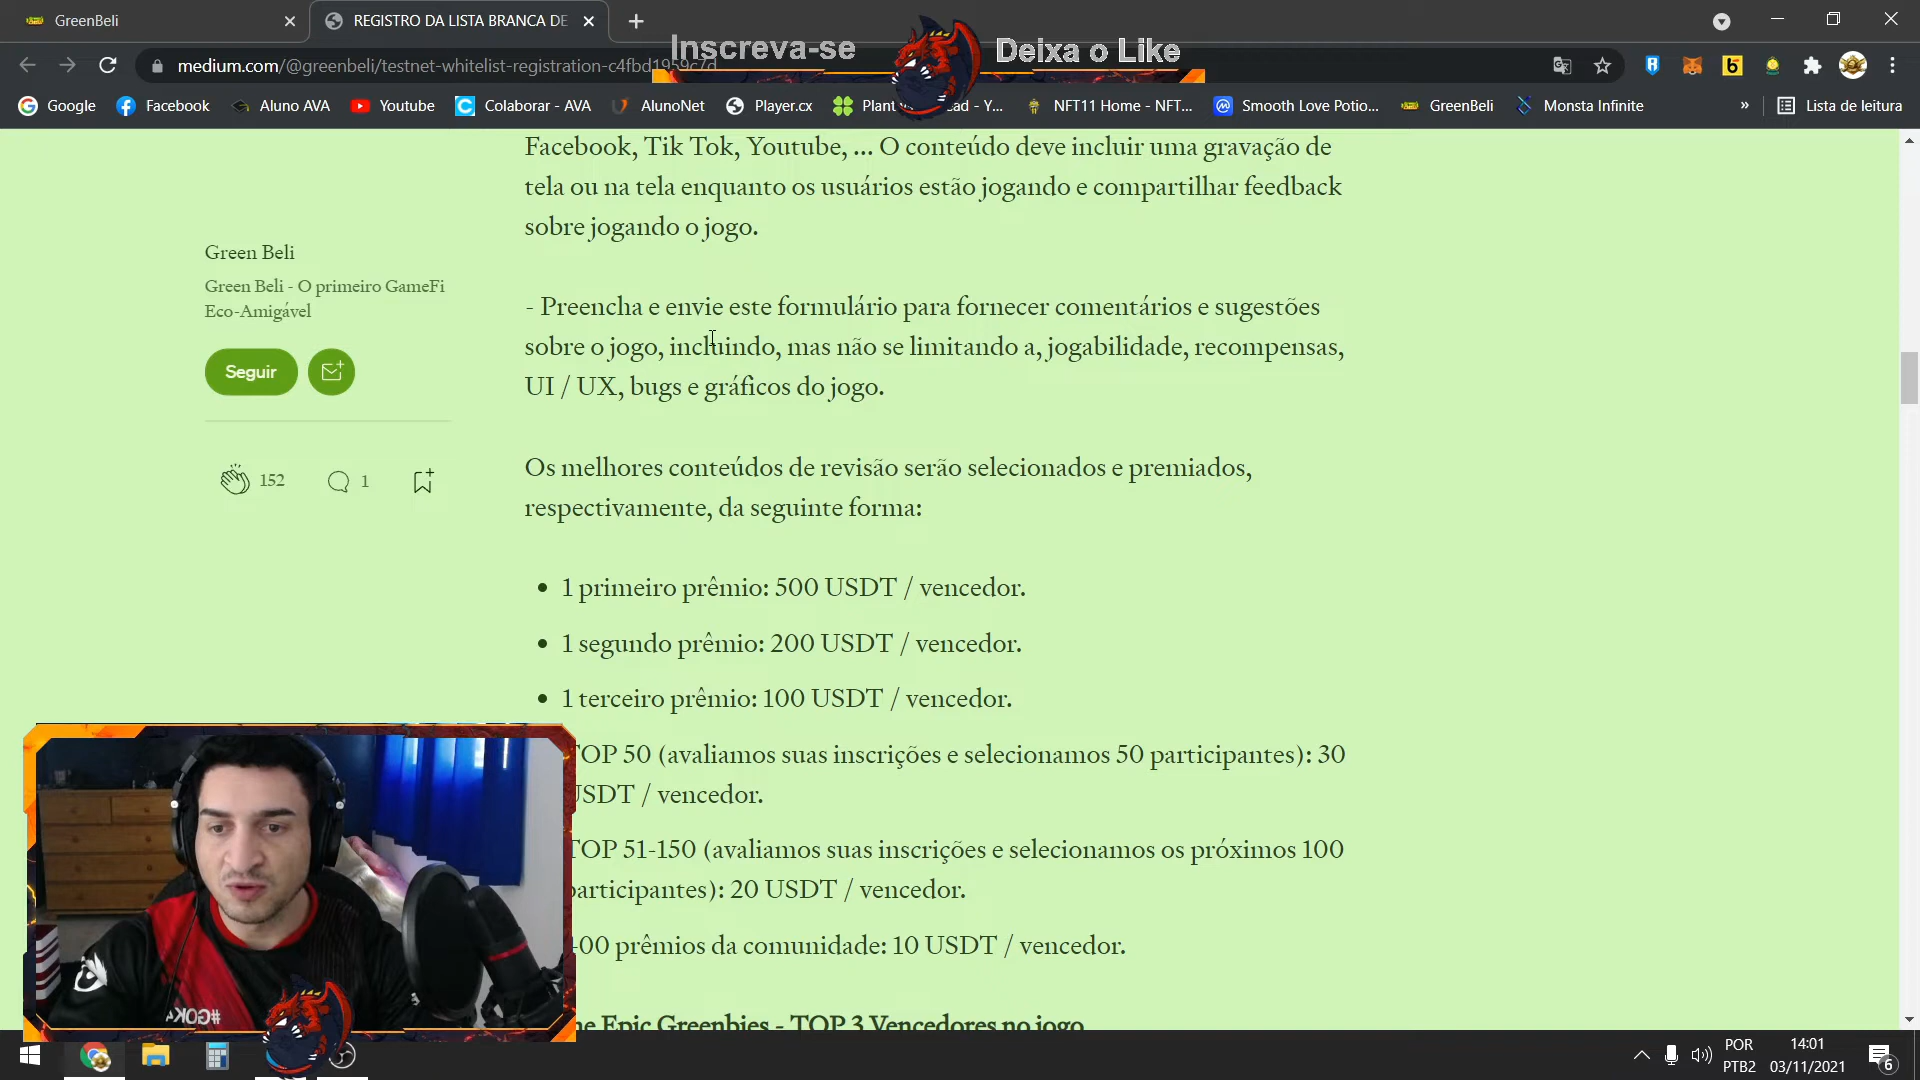 GreenBeli
REGISTRO DA LISTA BRANCA DE
Inscreva-se
Deixa o Like
medium.com/@greenbeli/testnet-whitelist-registration-c4fbd1959c7d
Google
Facebook
Aluno AVA
Youtube
Colaborar - AVA
AlunoNet
Player.cx
NFT11 Home - NFT...
Smooth Love Potio...
GreenBeli
Monsta Infinite
»
Lista de leitura
Facebook, Tik Tok, Youtube, ... O conteúdo deve incluir uma gravação de
tela ou na tela enquanto os usuários estão jogando e compartilhar feedback
sobre jogando o jogo.
Green Beli
Green Beli - O primeiro GameFi
Eco-Amigável
Seguir
152
1
- Preencha e envie este formulário para fornecer comentários e sugestões
sobre o jogo, incluindo, mas não se limitando a, jogabilidade, recompensas,
UI / UX, bugs e gráficos do jogo.
Os melhores conteúdos de revisão serão selecionados e premiados,
respectivamente, da seguinte forma:
• 1 primeiro prêmio: 500 USDT / vencedor.
• 1 segundo prêmio: 200 USDT / vencedor.
• 1 terceiro prêmio: 100 USDT / vencedor.
TOP 50 (avaliamos suas inscrições e selecionamos 50 participantes): 30
USDT / vencedor.
TOP 51-150 (avaliamos suas inscrições e selecionamos os próximos 100
participantes): 20 USDT / vencedor.
400 prêmios da comunidade: 10 USDT / vencedor.
Epic Greenbies - TOP 3 Vencedores no jogo
POR
PTB2
14:01
03/11/2021
6